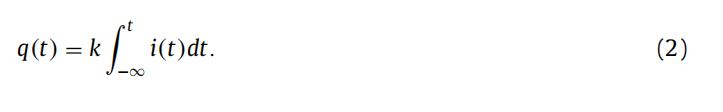 q(t) = k∫_{-∞}^{t} i(t)dt. (2)